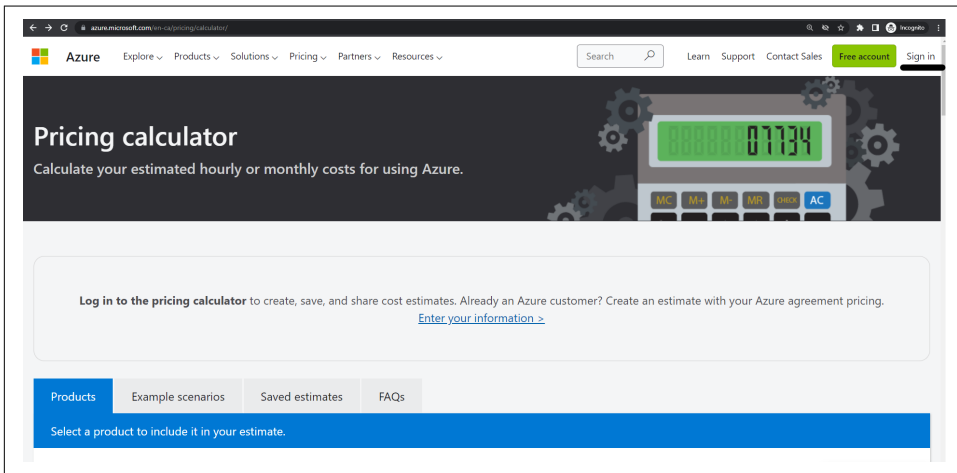 azure.microsoft.com/en-ca/pricing/calculator/
Incognito
Azure Explore Products Solutions Pricing Partners Resources Search Learn Support Contact Sales Free account Sign in
Pricing calculator
Calculate your estimated hourly or monthly costs for using Azure.
07734
MC M+ M- MR CHECK AC
Log in to the pricing calculator to create, save, and share cost estimates. Already an Azure customer? Create an estimate with your Azure agreement pricing.
Enter your information >
Products Example scenarios Saved estimates FAQs
Select a product to include it in your estimate.